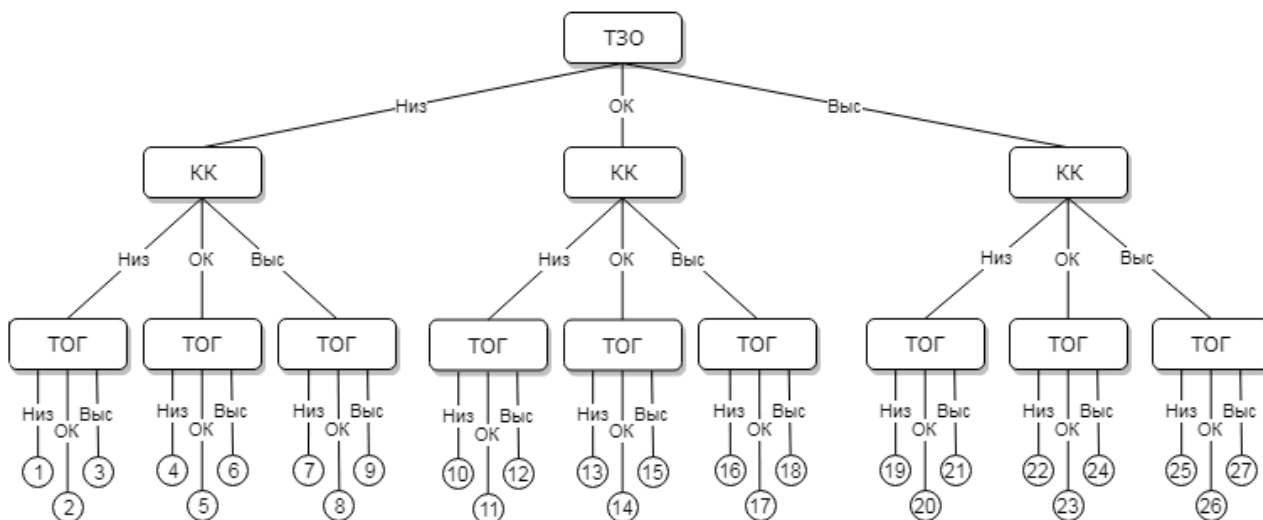 ТЗО
Низ ОК Выс
КК КК КК
Низ ОК Выс Низ ОК Выс Низ ОК Выс
ТОГ ТОГ ТОГ ТОГ ТОГ ТОГ ТОГ ТОГ ТОГ
Низ ОК Выс Низ ОК Выс Низ ОК Выс Низ ОК Выс Низ ОК Выс Низ ОК Выс Низ ОК Выс Низ ОК Выс Низ ОК Выс
1 3 4 6 7 9 10 12 13 15 16 18 19 21 22 24 25 27
2 5 8 11 14 17 20 23 26